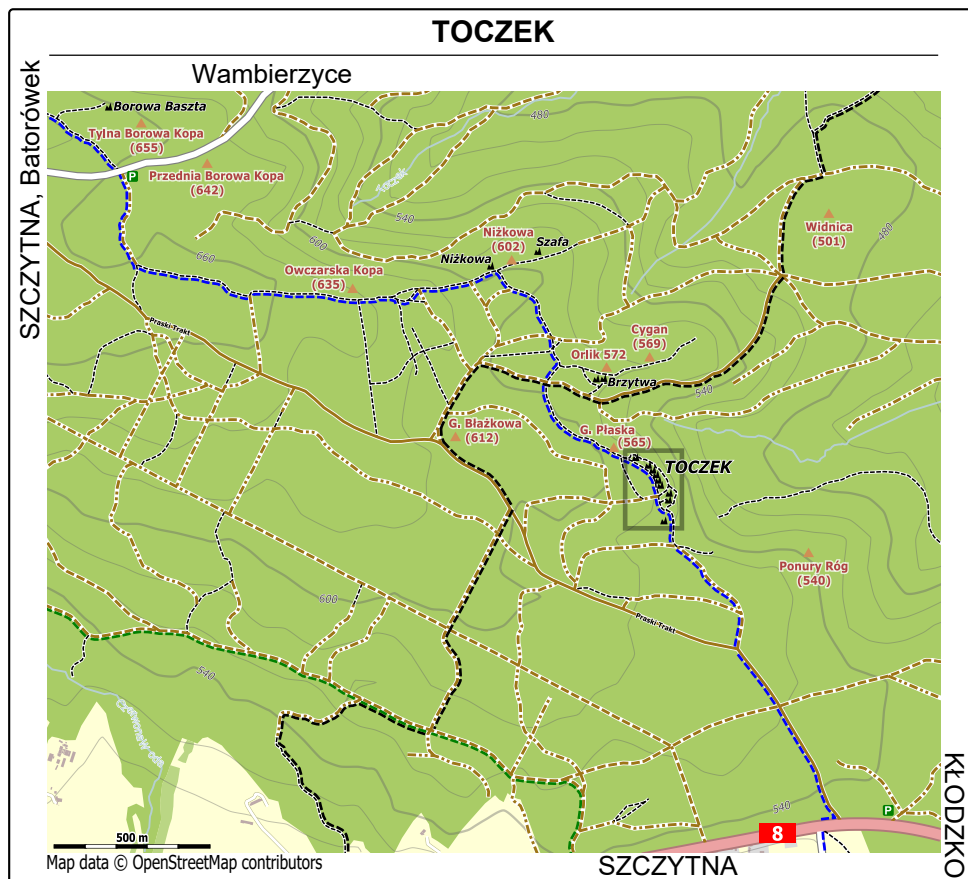 TOCZEK
Wambierzyce
SZCZYTNA, Batorówek
Borowa Baszta
Tylna Borowa Kopa
(655)
Przednia Borowa Kopa
(642)
P
480
Toczek
540
600
660
Niżkowa
(602)
Szafa
Niżkowa
Owczarska Kopa
(635)
Widnica
(501)
480
Praski-Trakt
Cygan
(569)
Orlik 572
Brzytwa
540
G. Błażkowa
(612)
G. Płaska
(565)
TOCZEK
Ponury Róg
(540)
600
Praski-Trakt
540
540
P
8
500 m
Map data © OpenStreetMap contributors
SZCZYTNA
KŁODZKO